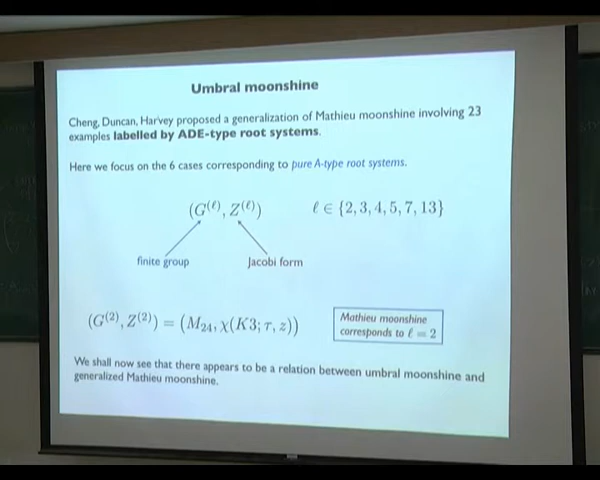 Umbral moonshine
Cheng, Duncan, Harvey proposed a generalization of Mathieu moonshine involving 23
examples labelled by ADE-type root systems.
Here we focus on the 6 cases corresponding to pure A-type root systems.
(G^(ℓ), Z^(ℓ)) ℓ ∈ {2, 3, 4, 5, 7, 13}
finite group Jacobi form
(G^(2), Z^(2)) = (M_24, χ(K3; τ, z))
Mathieu moonshine
corresponds to ℓ = 2
We shall now see that there appears to be a relation between umbral moonshine and
generalized Mathieu moonshine.